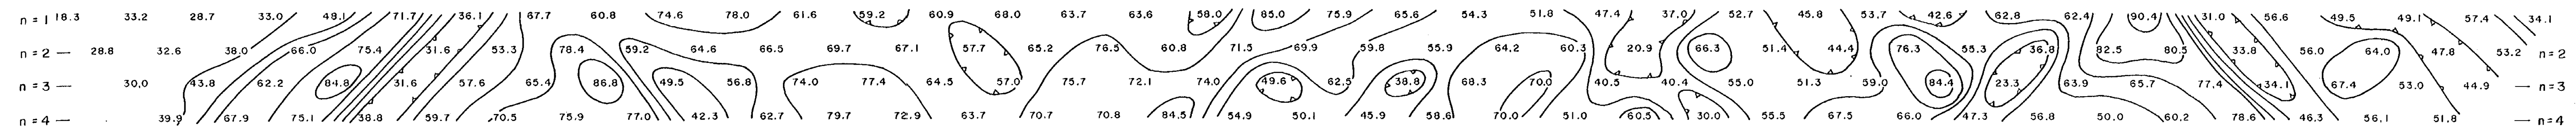 n = 1 18.3 33.2 28.7 33.0 49.1 71.7 36.1 67.7 60.8 74.6 78.0 61.6 59.2 60.9 68.0 63.7 63.6 58.0 85.0 75.9 65.6 54.3 51.8 47.4 37.0 52.7 45.8 53.7 42.6 62.8 62.4 90.4 31.0 56.6 49.5 49.1 57.4 34.1
n = 2 — 28.8 32.6 38.0 66.0 75.4 31.6 53.3 78.4 59.2 64.6 66.5 69.7 67.1 57.7 65.2 76.5 60.8 71.5 69.9 59.8 55.9 64.2 60.3 20.9 66.3 51.4 44.4 76.3 55.3 36.8 82.5 80.5 33.8 56.0 64.0 47.8 53.2 — n=2
n = 3 — 30.0 43.8 62.2 84.8 31.6 57.6 65.4 86.8 49.5 56.8 74.0 77.4 64.5 57.0 75.7 72.1 74.0 49.6 62.5 38.8 68.3 70.0 40.5 40.4 55.0 51.3 59.0 84.4 23.3 63.9 65.7 77.4 34.1 67.4 53.0 44.9 — n=3
n = 4 — 39.9 67.9 75.1 38.8 59.7 70.5 75.9 77.0 42.3 62.7 79.7 72.9 63.7 70.7 70.8 84.5 54.9 50.1 45.9 58.6 70.0 51.0 60.5 30.0 55.5 67.5 66.0 47.3 56.8 50.0 60.2 78.6 46.3 56.1 51.8 — n=4